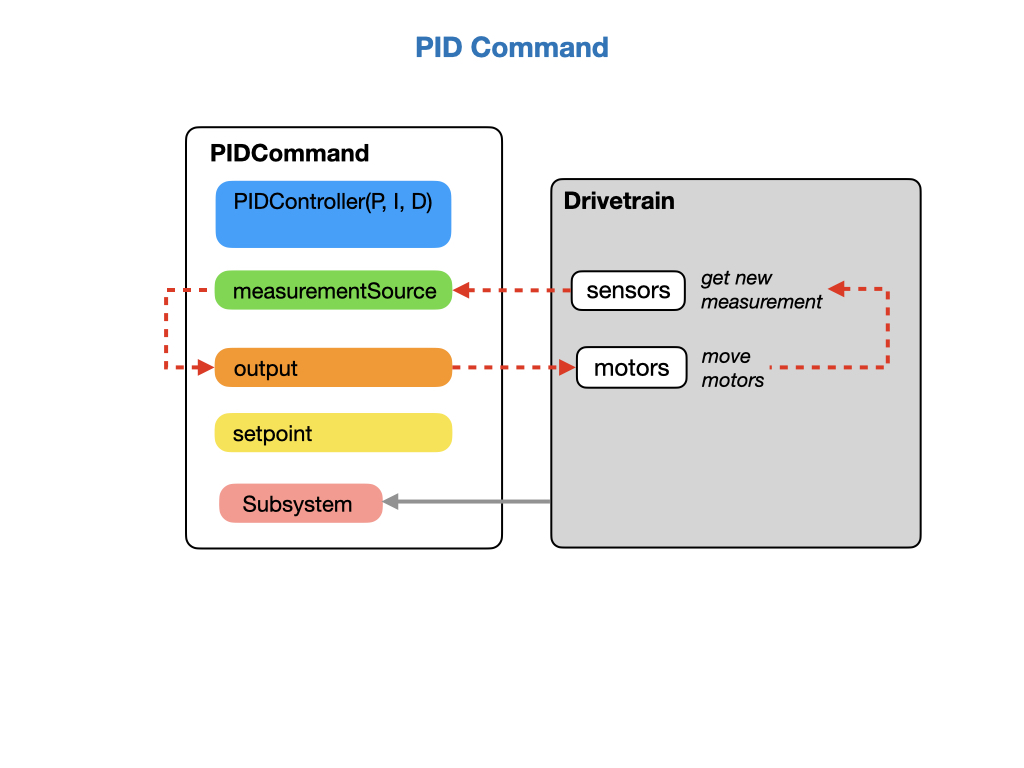 PID Command
PIDCommand
PIDController(P, I, D)
measurementSource
output
setpoint
Subsystem
Drivetrain
sensors
get new
measurement
motors
move
motors